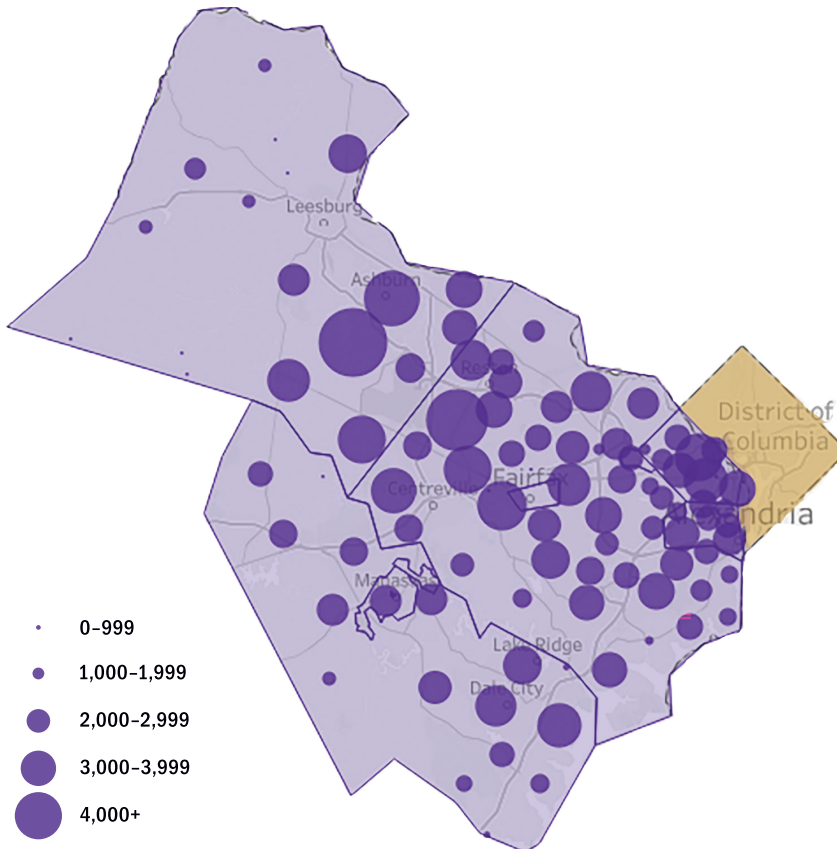 Leesburg
Ashburn
Reston
District of
Columbia
Fairfax
Centreville
Alexandria
Manassas
Lake Ridge
Dale City
0–999
1,000–1,999
2,000–2,999
3,000–3,999
4,000+